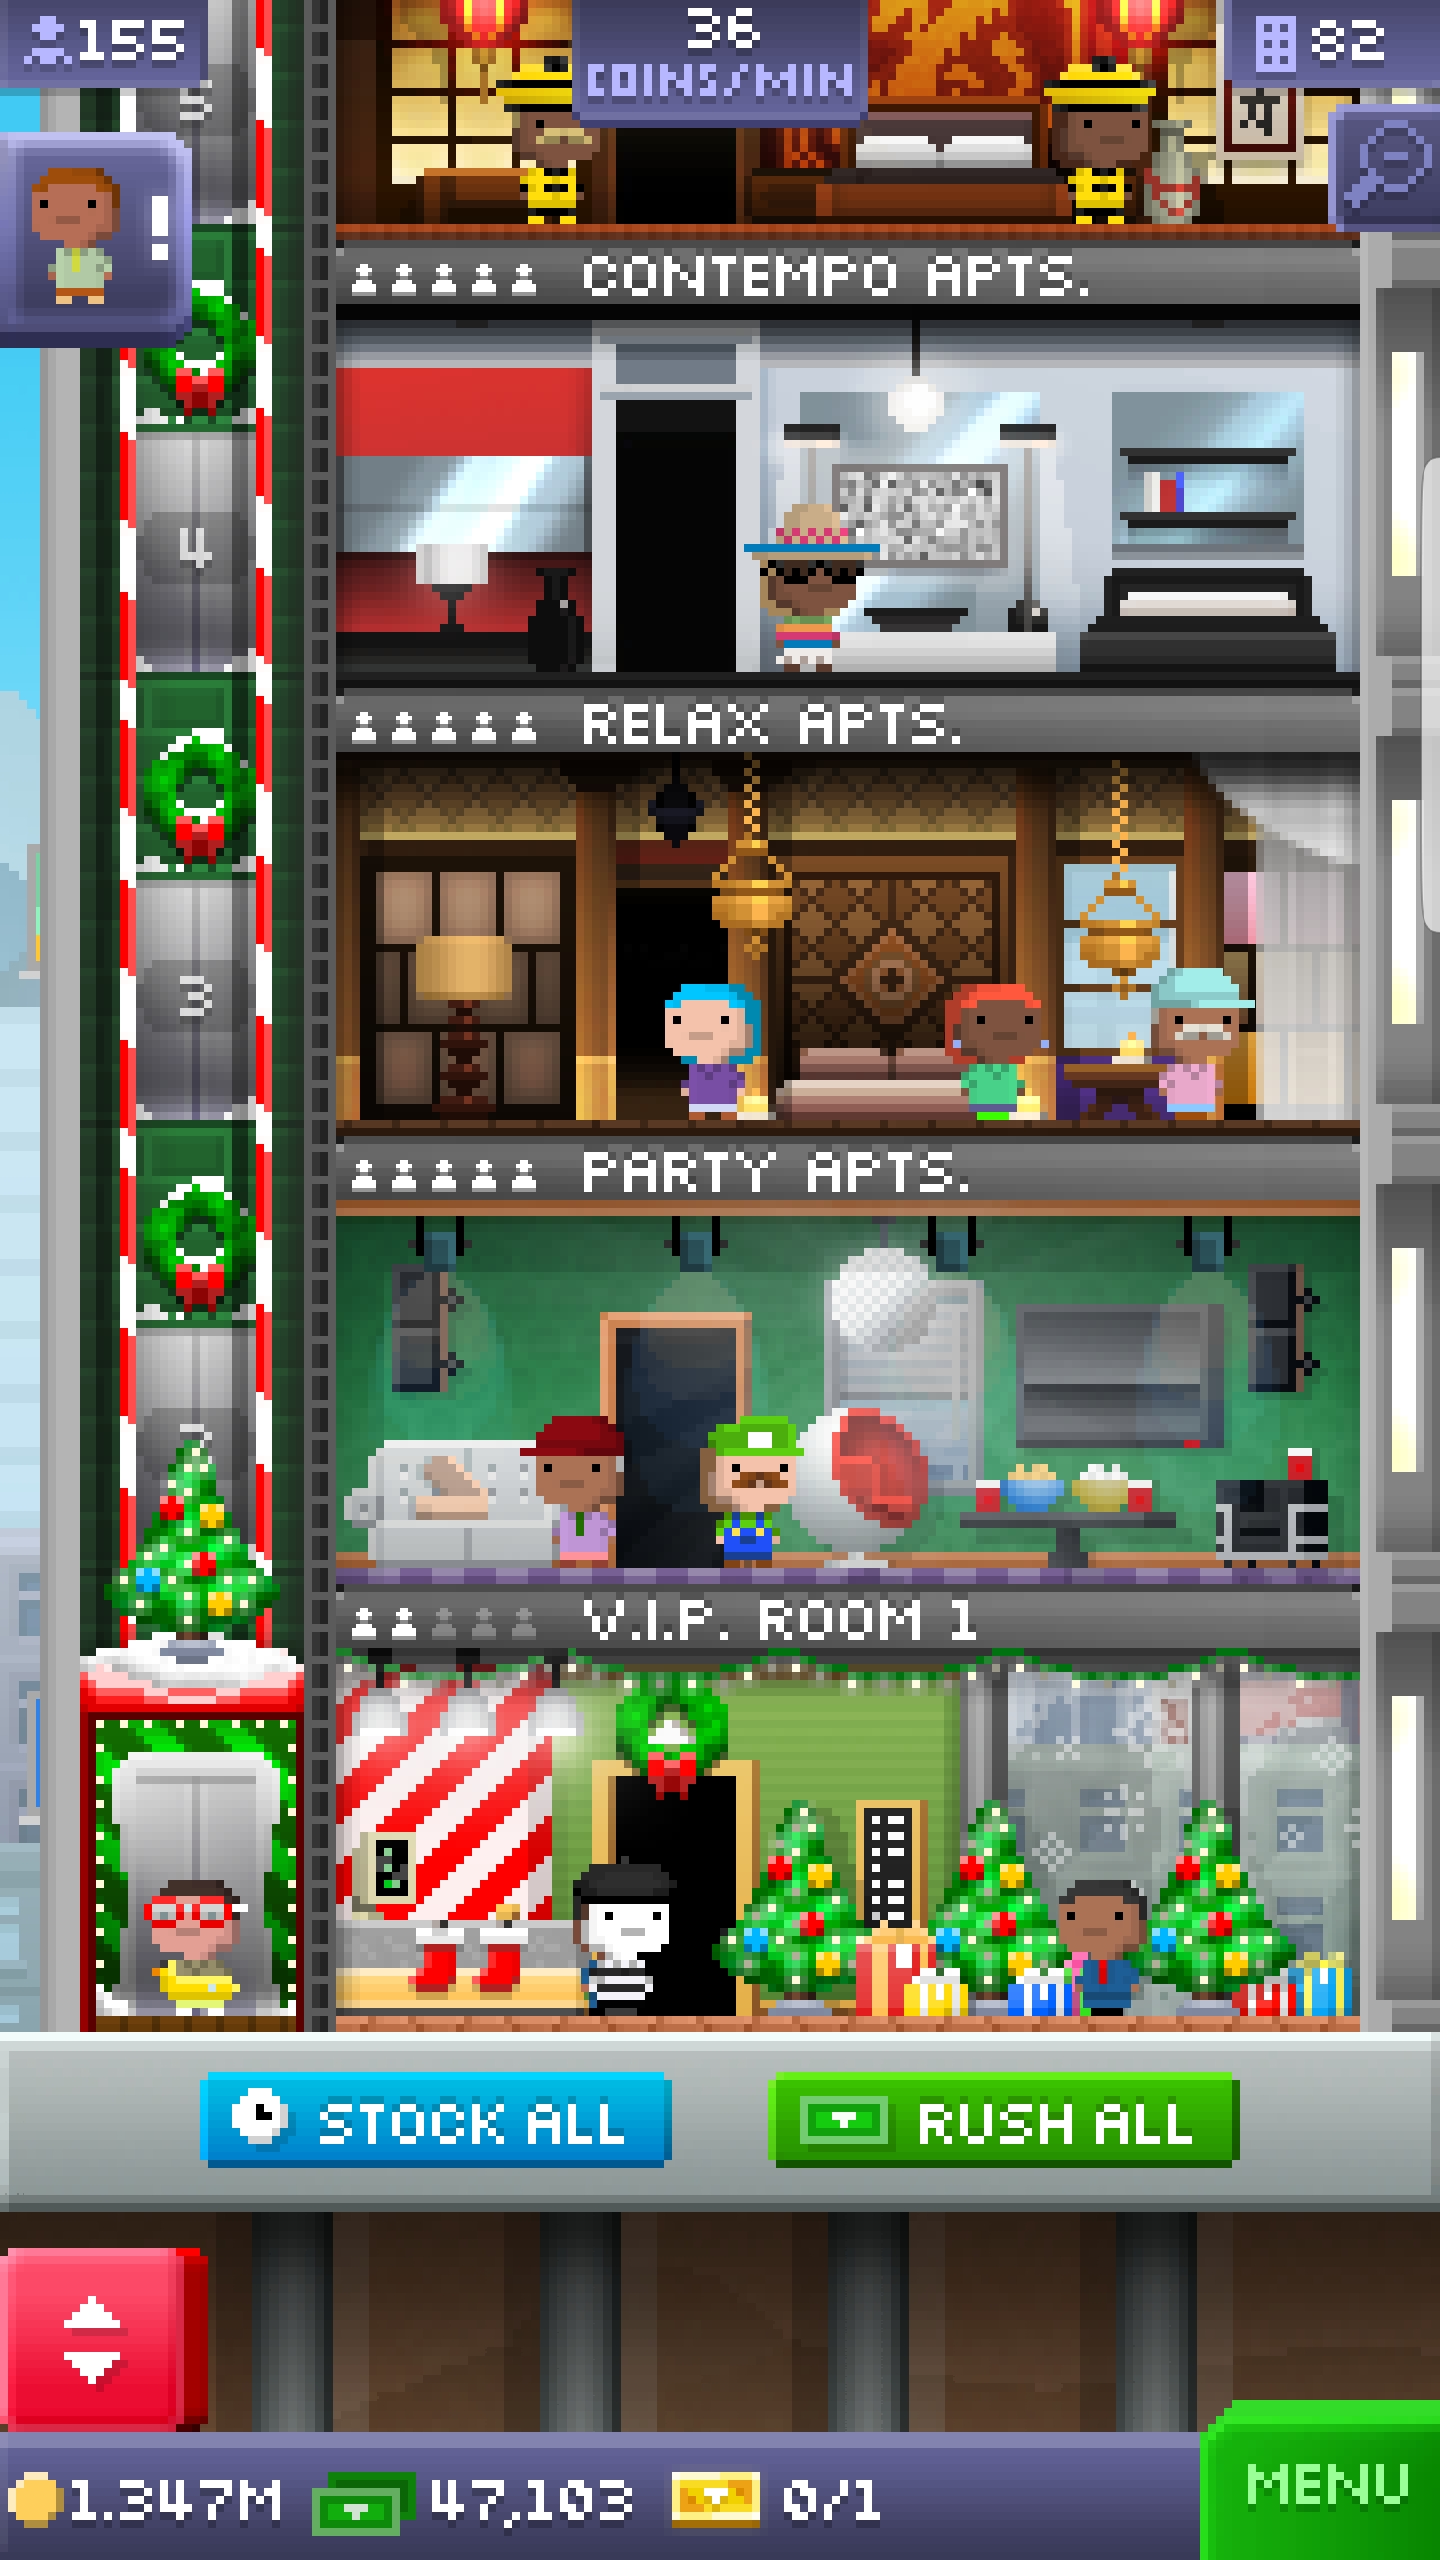 155
36
COINS/MIN
82
5
!
CONTEMPO APTS.
4
RELAX APTS.
3
PARTY APTS.
V.I.P. ROOM 1
STOCK ALL
RUSH ALL
1.347M
47,103
0/1
MENU